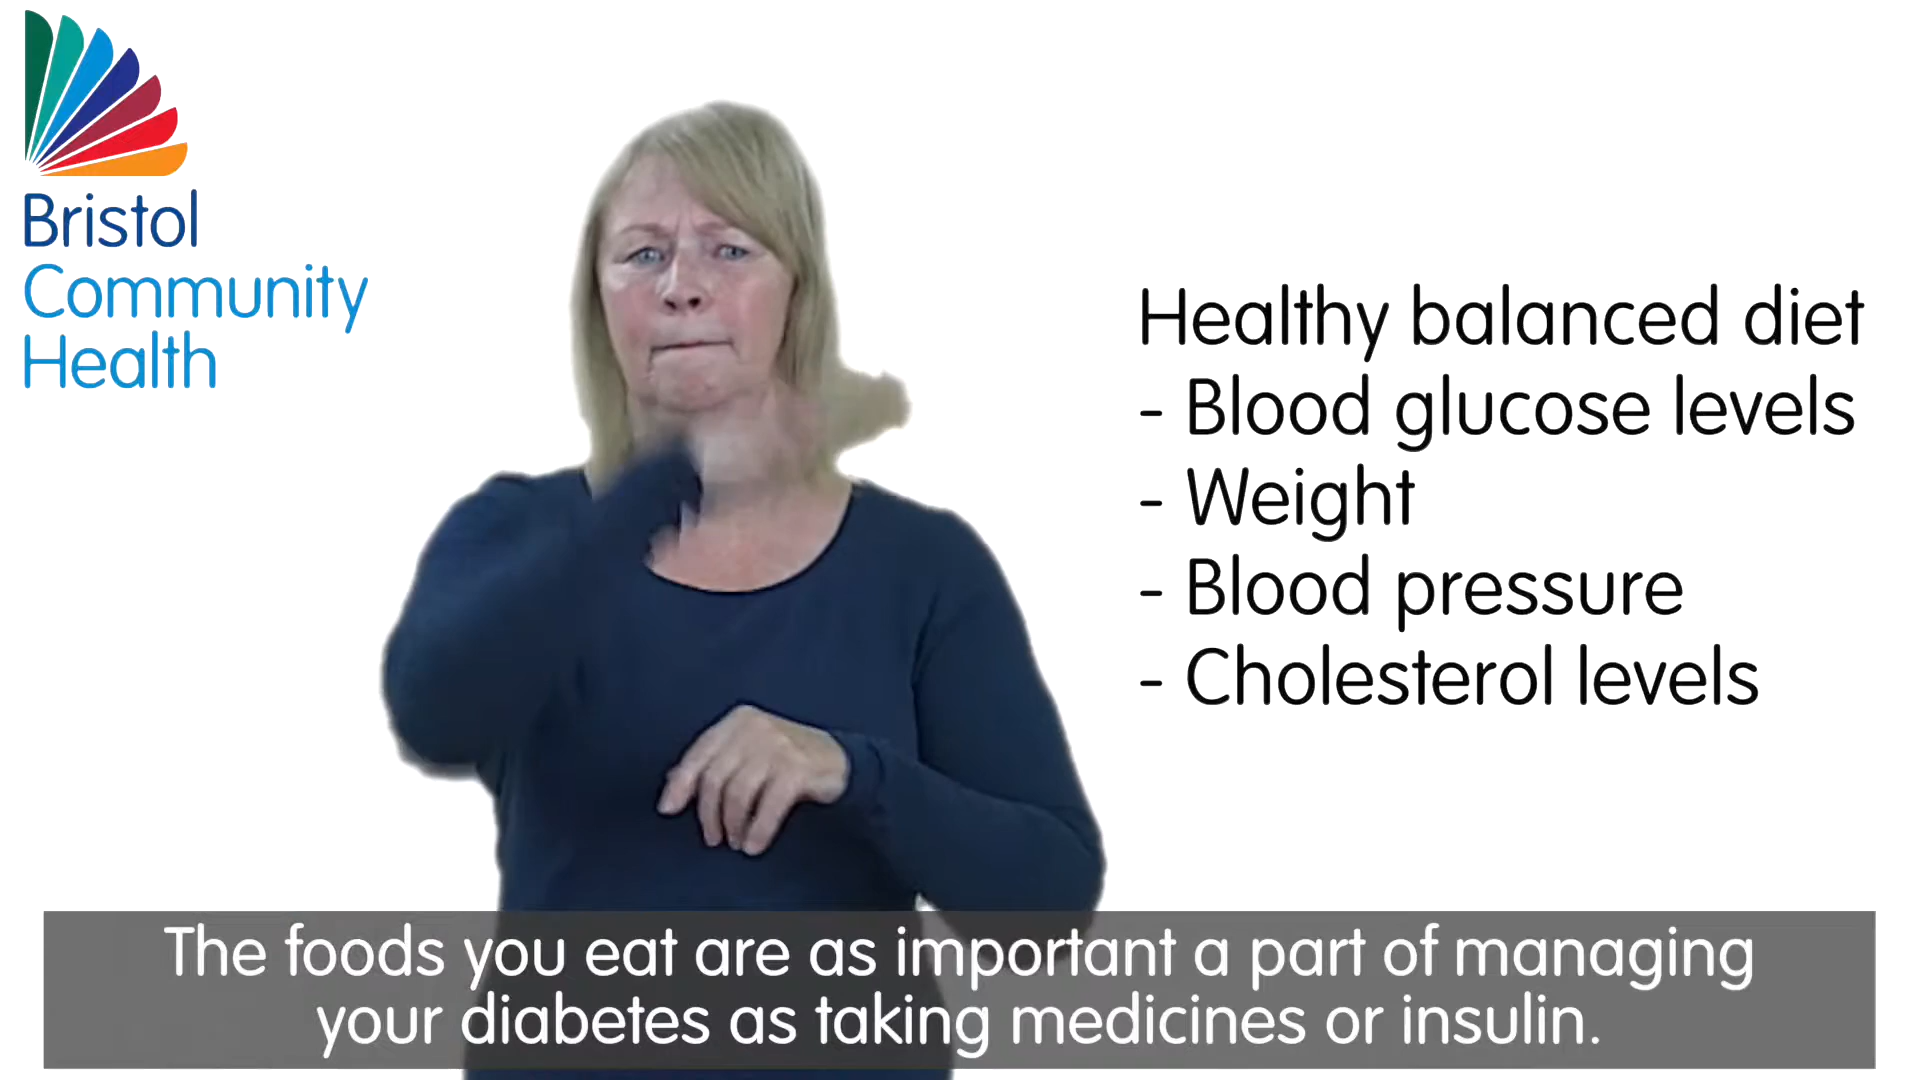 Bristol
Community
Health
Healthy balanced diet
- Blood glucose levels
- Weight
- Blood pressure
- Cholesterol levels
The foods you eat are as important a part of managing
your diabetes as taking medicines or insulin.